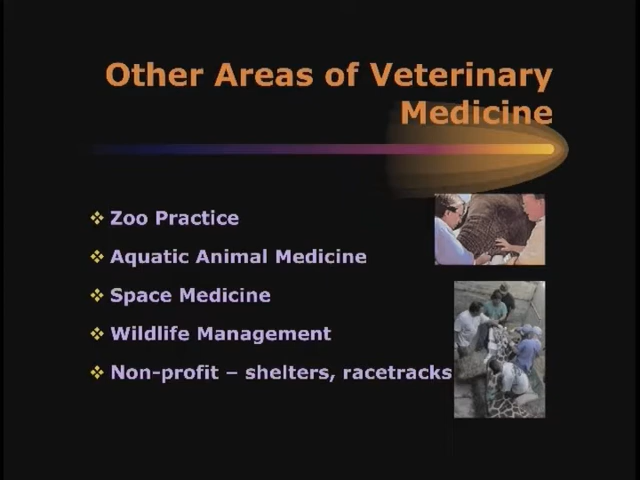 Other Areas of Veterinary
Medicine
Zoo Practice
Aquatic Animal Medicine
Space Medicine
Wildlife Management
Non-profit – shelters, racetracks